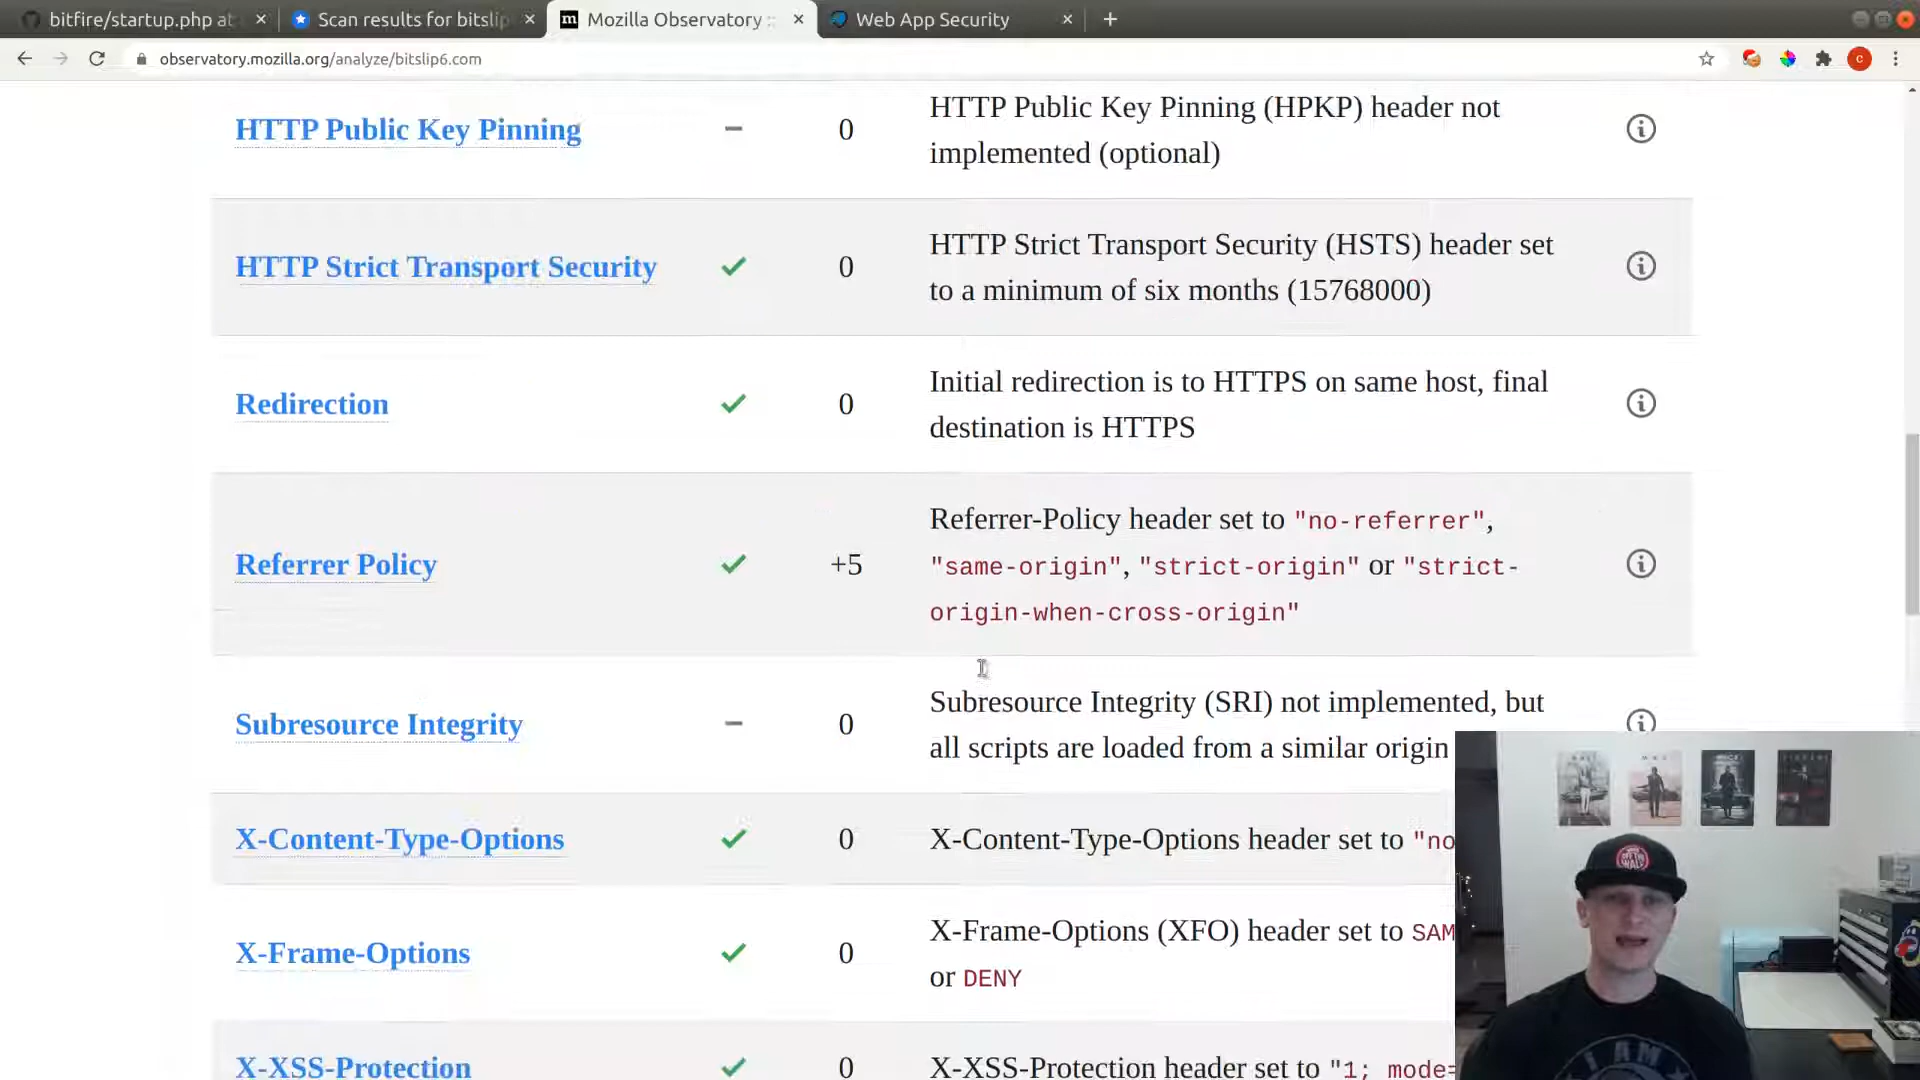 bitfire/startup.php at
Scan results for bitslip
Mozilla Observatory ::
Web App Security
observatory.mozilla.org/analyze/bitslip6.com
C
HTTP Public Key Pinning – 0 HTTP Public Key Pinning (HPKP) header not
implemented (optional)
HTTP Strict Transport Security 0 HTTP Strict Transport Security (HSTS) header set
to a minimum of six months (15768000)
Redirection 0 Initial redirection is to HTTPS on same host, final
destination is HTTPS
Referrer Policy +5 Referrer-Policy header set to "no-referrer",
"same-origin", "strict-origin" or "strict-
origin-when-cross-origin"
Subresource Integrity – 0 Subresource Integrity (SRI) not implemented, but
all scripts are loaded from a similar origin
X-Content-Type-Options 0 X-Content-Type-Options header set to "no
X-Frame-Options 0 X-Frame-Options (XFO) header set to SAM
or DENY
X-XSS-Protection 0 X-XSS-Protection header set to "1; mode=
OFF THE WALL
I AM